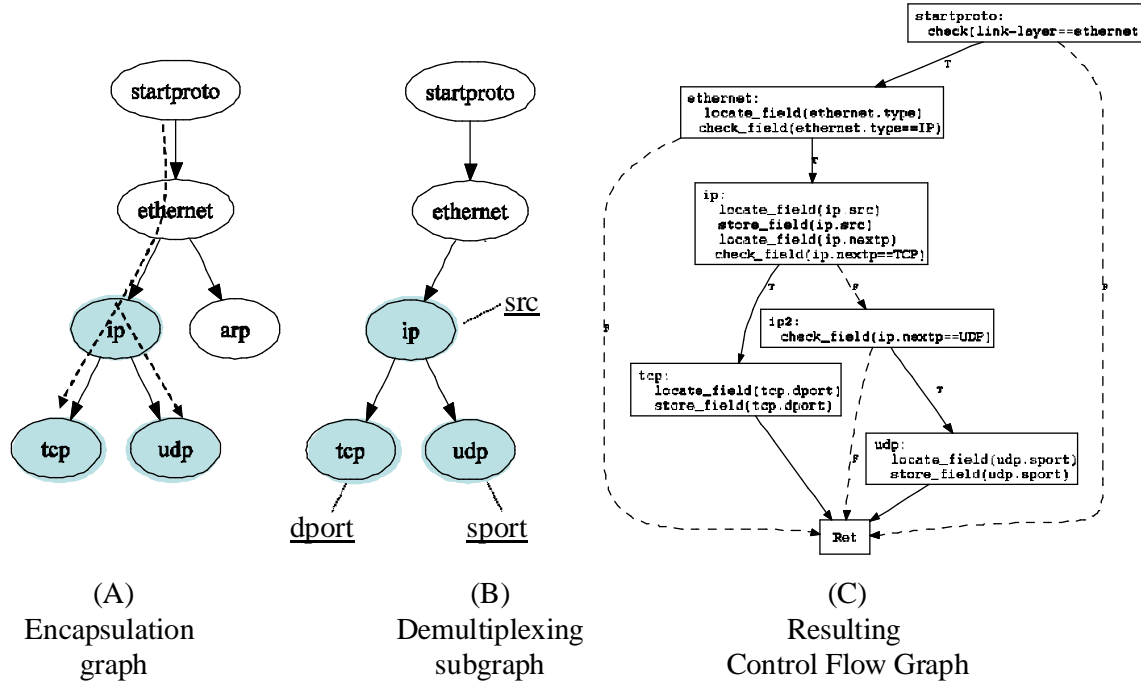 startproto
ethernet
ip
arp
tcp
udp
(A)
Encapsulation
graph
startproto
ethernet
ip
src
tcp
udp
dport
sport
(B)
Demultiplexing
subgraph
startproto:
check[link-layer==ethernet
T
F
ethernet:
locate_field(ethernet.type)
check_field(ethernet.type==IP)
T
F
ip:
locate_field(ip.src)
store_field(ip.src)
locate_field(ip.nextp)
check_field(ip.nextp==TCP)
T
F
ip2:
check_field(ip.nextp==UDP)
T
F
tcp:
locate_field(tcp.dport)
store_field(tcp.dport)
udp:
locate_field(udp.sport)
store_field(udp.sport)
Ret
(C)
Resulting
Control Flow Graph